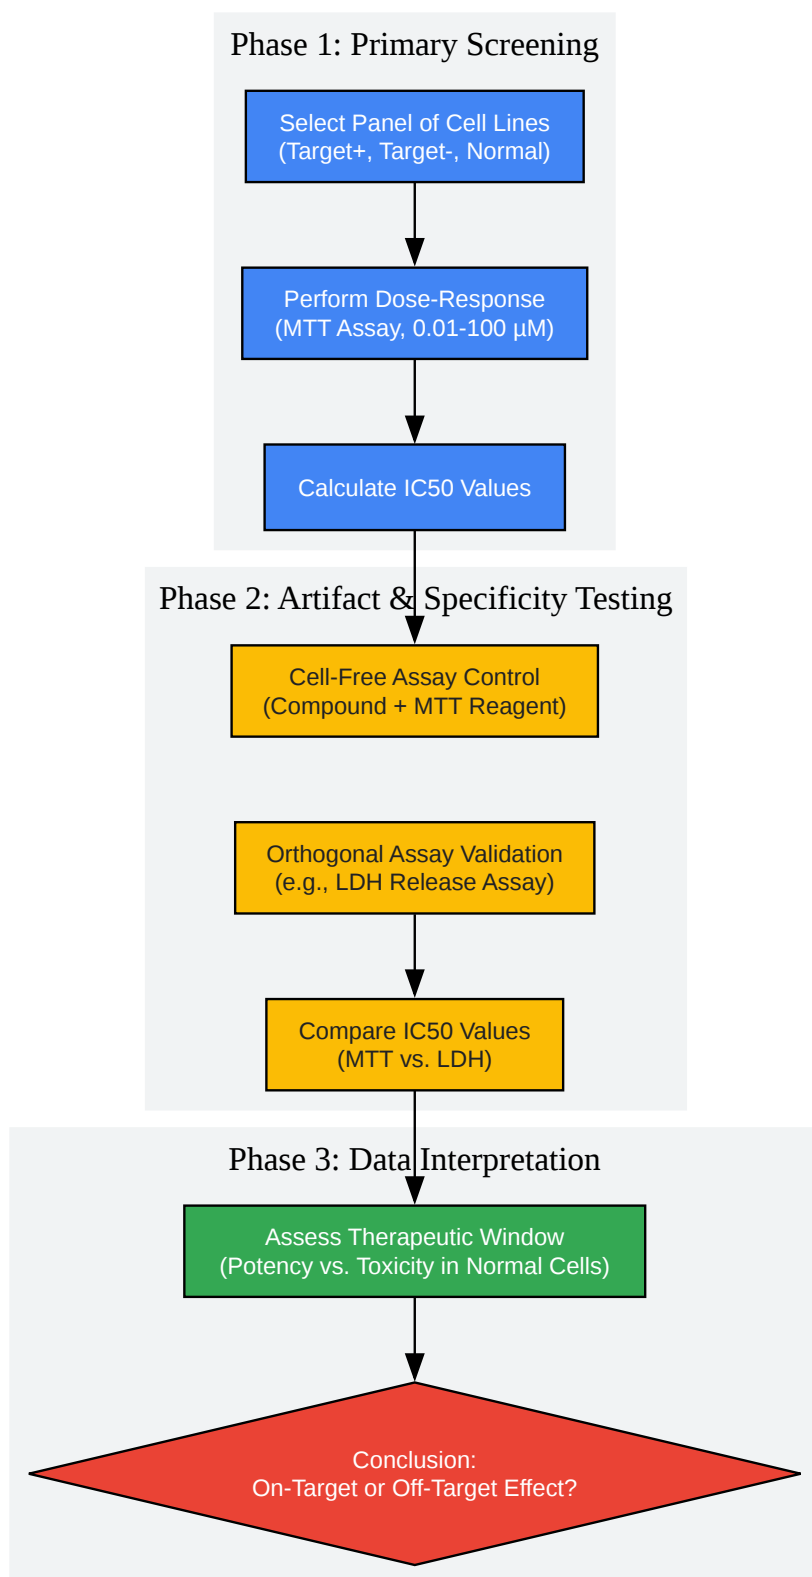 Phase 1: Primary Screening
Select Panel of Cell Lines
(Target+, Target-, Normal)
Perform Dose-Response
(MTT Assay, 0.01-100 µM)
Calculate IC50 Values
Phase 2: Artifact & Specificity Testing
Cell-Free Assay Control
(Compound + MTT Reagent)
Orthogonal Assay Validation
(e.g., LDH Release Assay)
Compare IC50 Values
(MTT vs. LDH)
Phase 3: Data Interpretation
Assess Therapeutic Window
(Potency vs. Toxicity in Normal Cells)
Conclusion:
On-Target or Off-Target Effect?